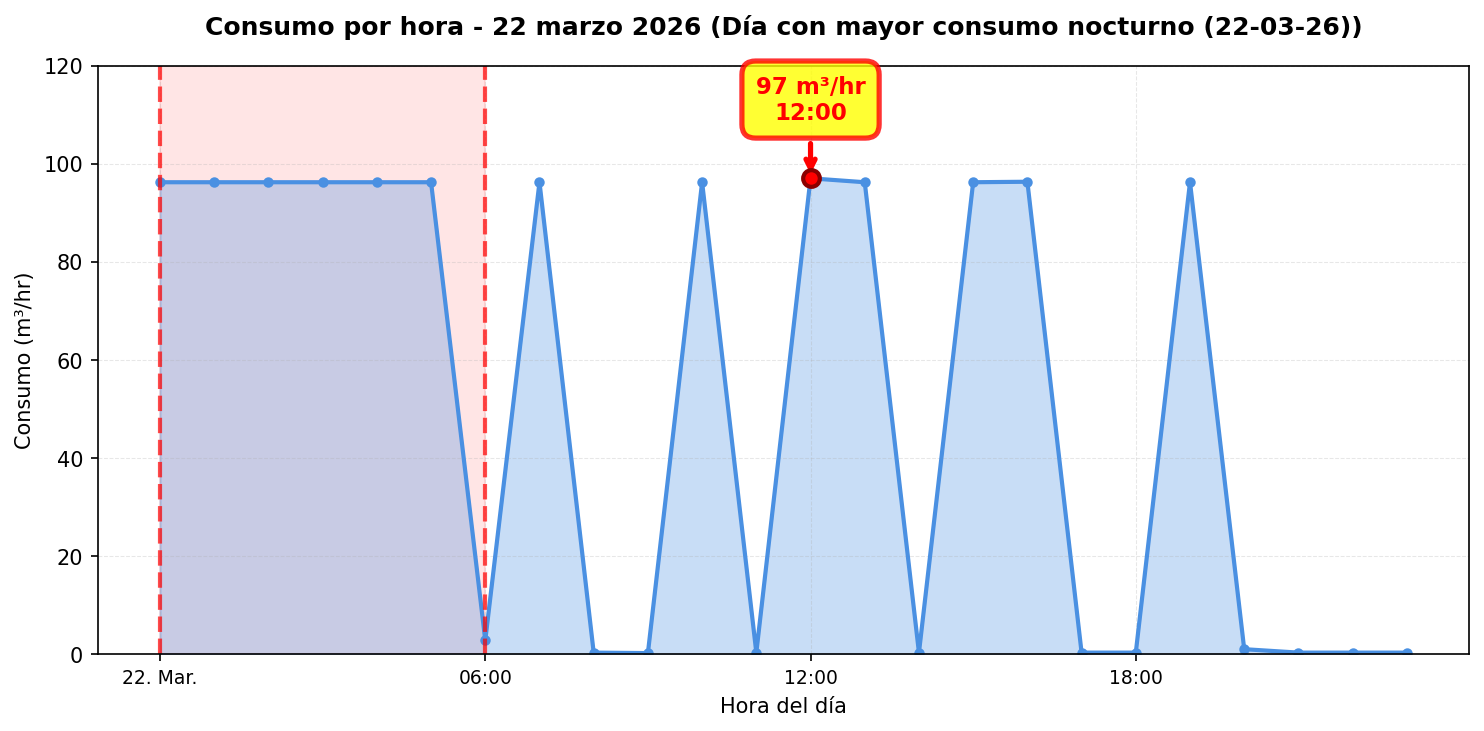 Consumo por hora - 22 marzo 2026 (Día con mayor consumo nocturno (22-03-26))
97 m³/hr
12:00
120
100
80
60
40
20
0
Consumo (m³/hr)
22. Mar.
06:00
12:00
18:00
Hora del día